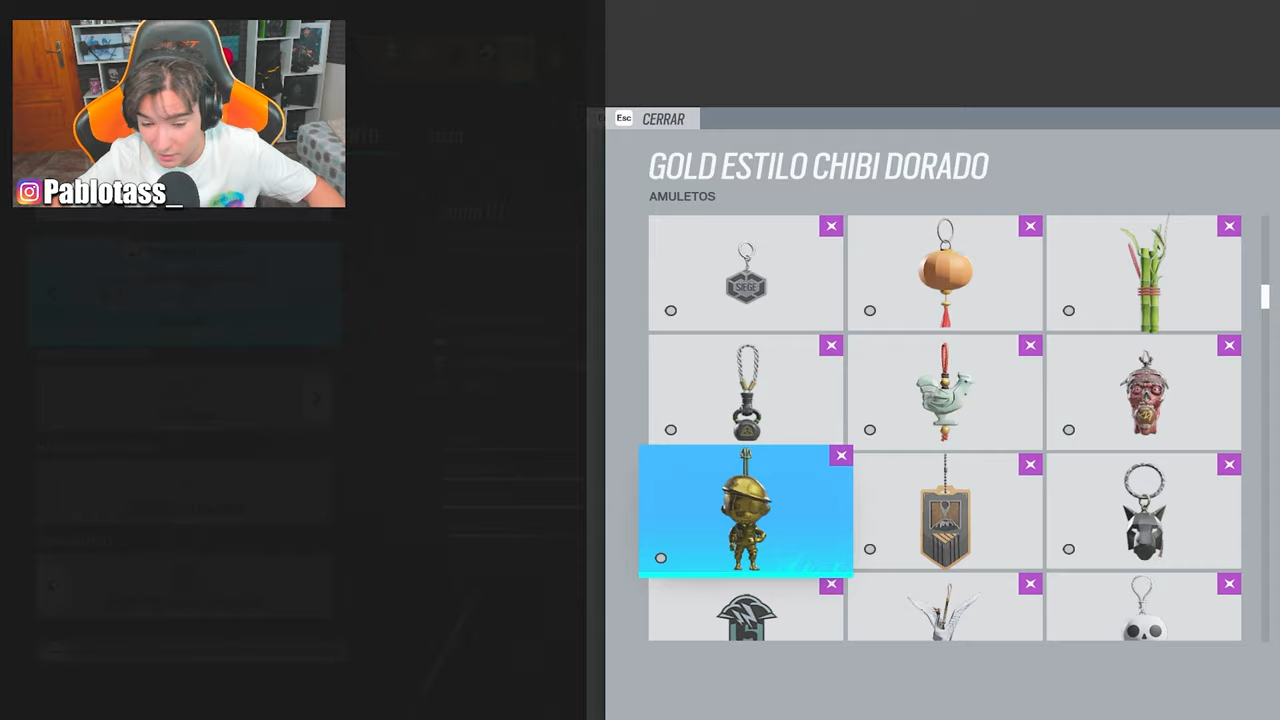 Pablotass_
Esc CERRAR
GOLD ESTILO CHIBI DORADO
AMULETOS
SIEGE